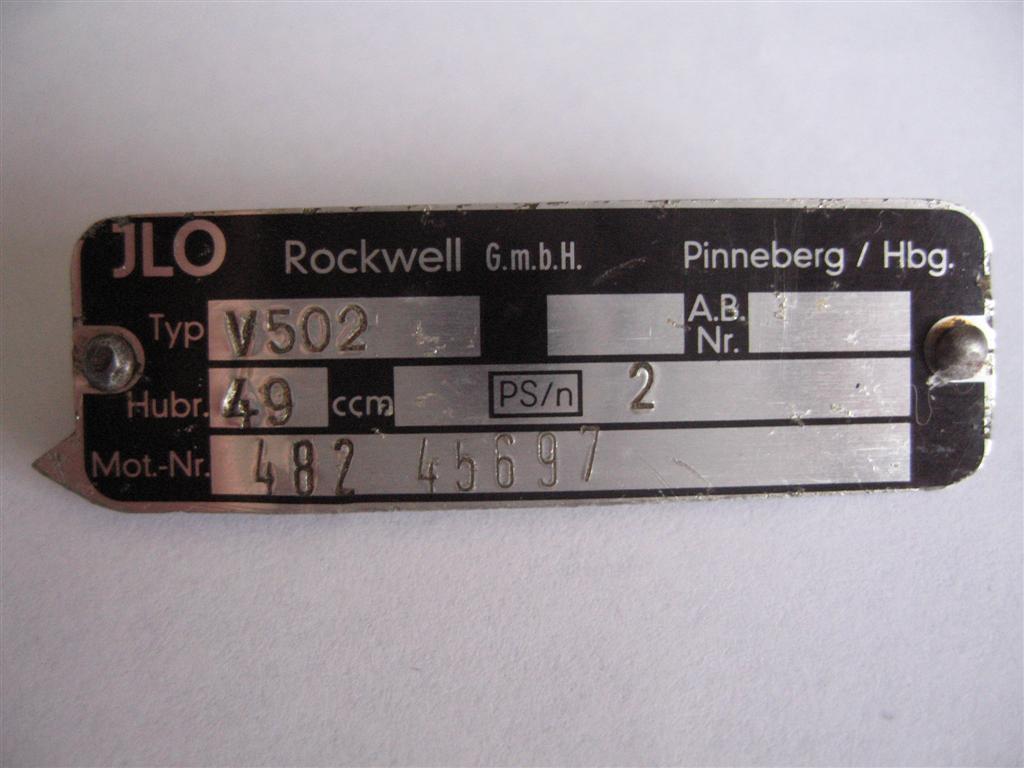 JLO Rockwell G.m.b.H. Pinneberg / Hbg.
Typ V502 A.B. Nr.
Hubr. 49 ccm PS/n 2
Mot.-Nr. 482 45697